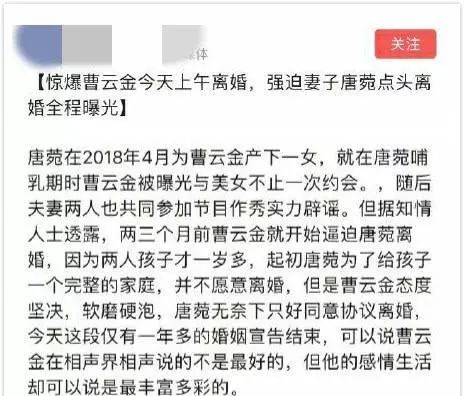 体
关注
【惊爆曹云金今天上午离婚，强迫妻子唐菀点头离
婚全程曝光】
唐菀在2018年4月为曹云金产下一女，就在唐菀哺
乳期时曹云金被曝光与美女不止一次约会。，随后
夫妻两人也共同参加节目作秀实力辟谣。但据知情
人士透露，两三个月前曹云金就开始逼迫唐菀离
婚，因为两人孩子才一岁多，起初唐菀为了给孩子
一个完整的家庭，并不愿意离婚，但是曹云金态度
坚决，软磨硬泡，唐菀无奈下只好同意协议离婚，
今天这段仅有一年多的婚姻宣告结束，可以说曹云
金在相声界相声说的不是最好的，但他的感情生活
却可以说是最丰富多彩的。